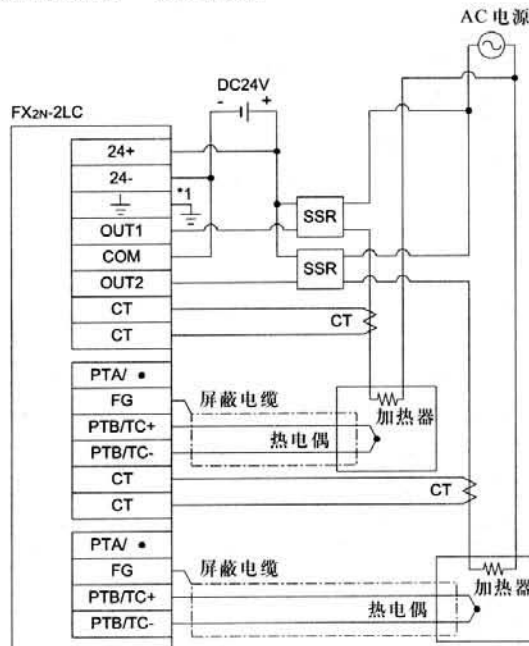 AC 电源
DC24V
- +
FX2N-2LC
24+
24-
*1
SSR
OUT1
COM
SSR
OUT2
CT
CT
CT
PTA/ •
FG
屏蔽电缆
加热器
PTB/TC+
热电偶
PTB/TC-
CT
CT
CT
PTA/ •
FG
屏蔽电缆
加热器
PTB/TC+
热电偶
PTB/TC-